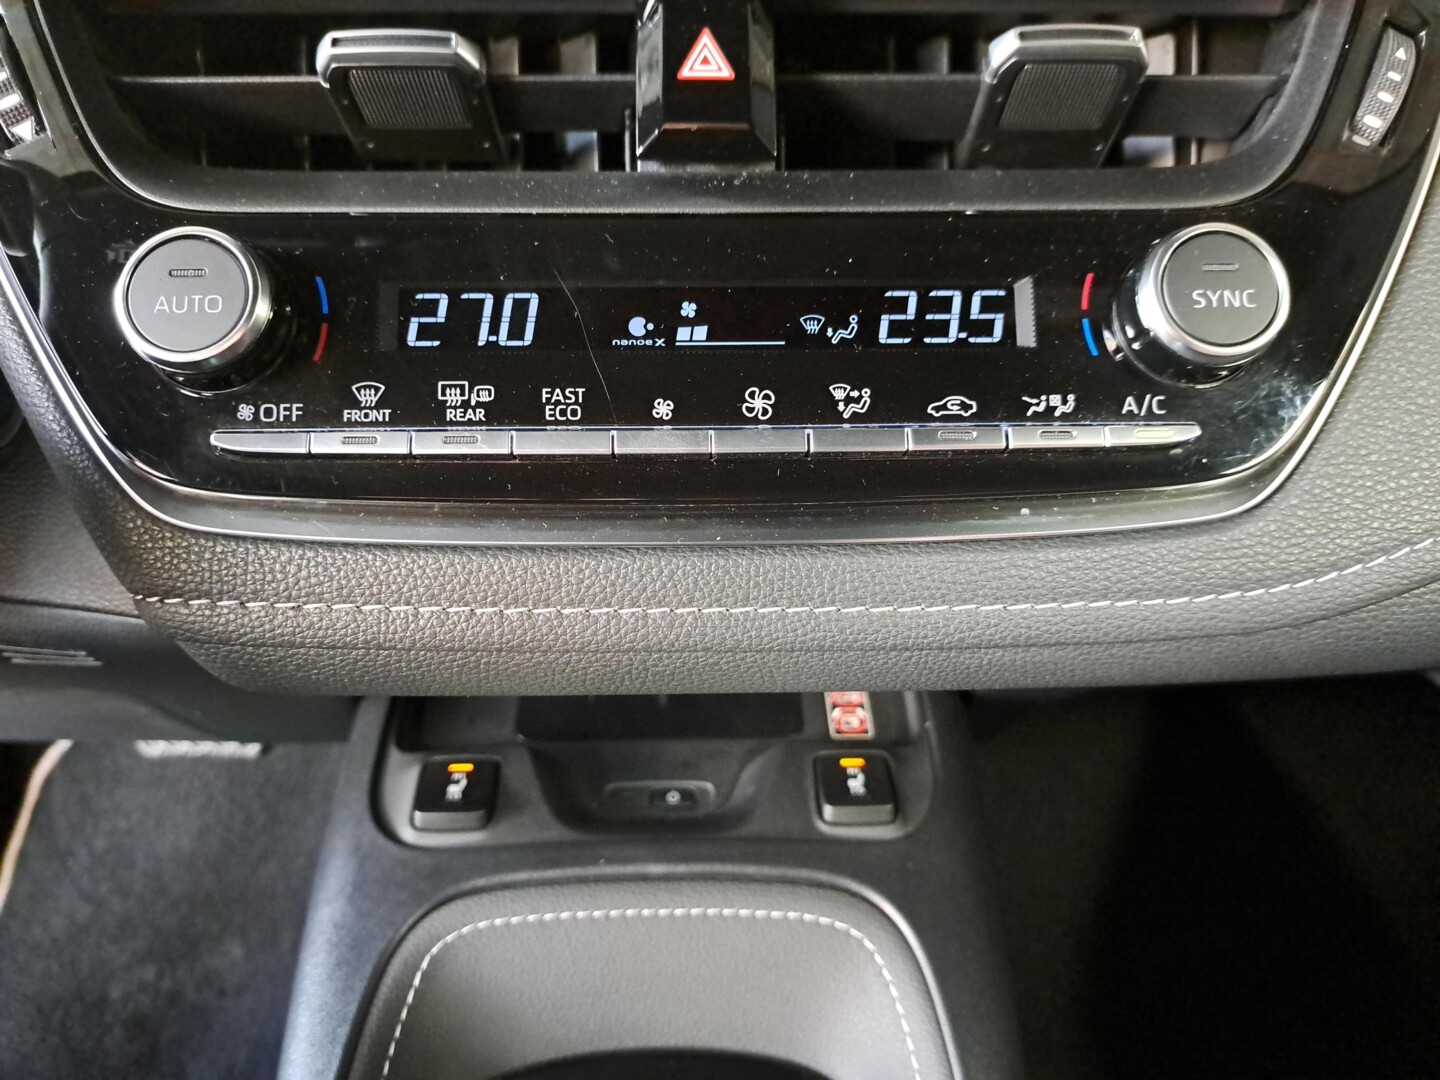 AUTO
27.0
nanoe X
23.5
SYNC
OFF
FRONT
REAR
FAST
ECO
A/C